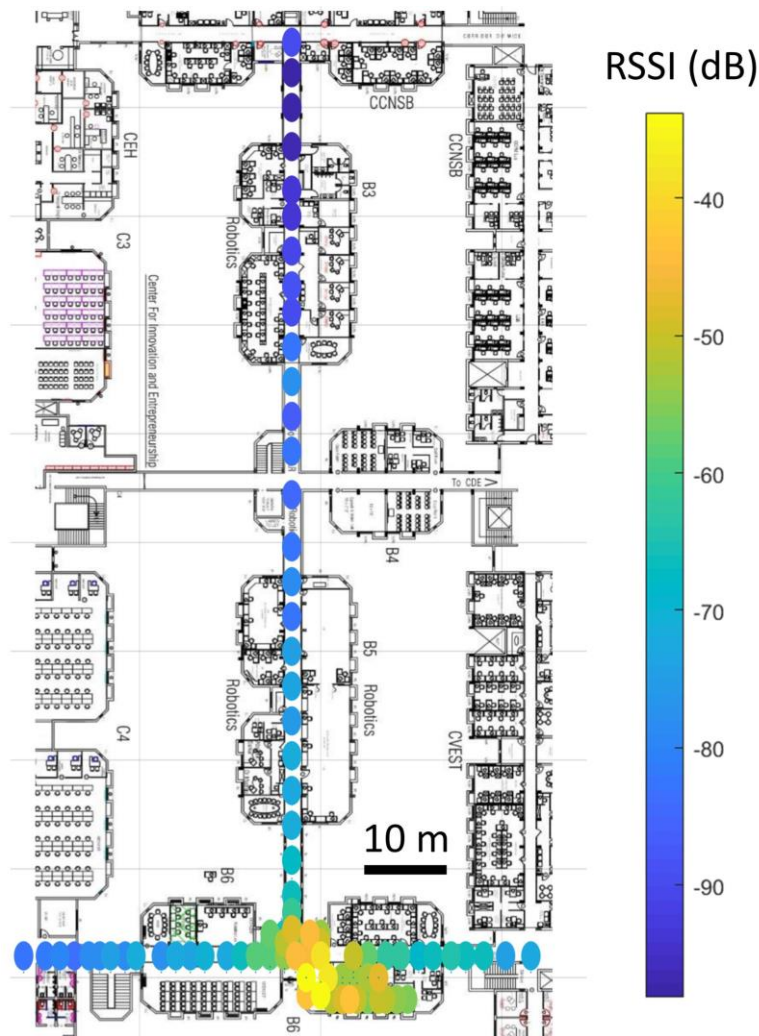 RSSI (dB)
CCNSB
CEH
CCNSB
B3
-40
Robotics
C3
Center For Innovation and Entrepreneurship
-50
-60
To CDE
B4
-70
B5
Robotics
Robotics
C4
CVEST
-80
10 m
B6
-90
B6